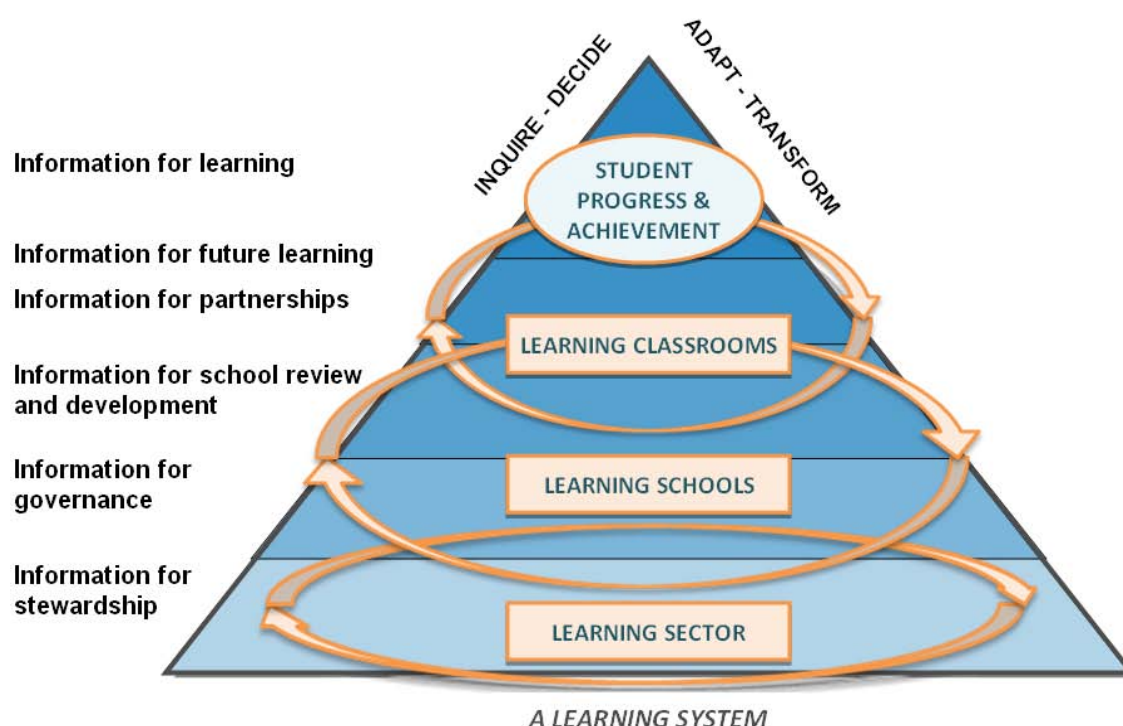 INQUIRE - DECIDE
ADAPT - TRANSFORM
Information for learning
STUDENT
PROGRESS &
ACHIEVEMENT
Information for future learning
Information for partnerships
LEARNING CLASSROOMS
Information for school review
and development
Information for
governance
LEARNING SCHOOLS
Information for
stewardship
LEARNING SECTOR
A LEARNING SYSTEM